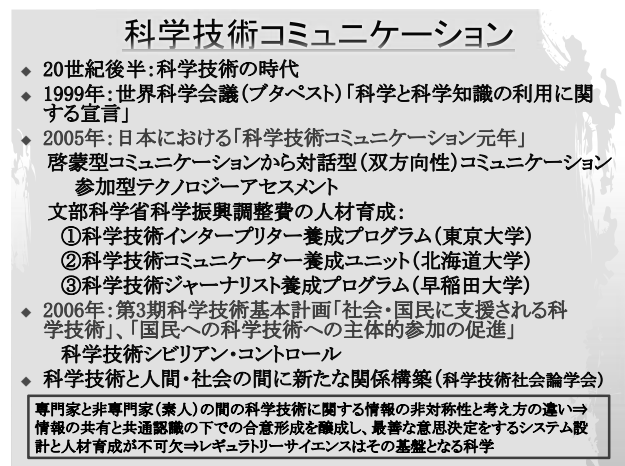 科学技術コミュニケーション
◆ 20世紀後半：科学技術の時代
◆ 1999年：世界科学会議（ブタペスト）「科学と科学知識の利用に関
する宣言」
◆ 2005年：日本における「科学技術コミュニケーション元年」
啓蒙型コミュニケーションから対話型（双方向性）コミュニケーション
参加型テクノロジーアセスメント
文部科学省科学振興調整費の人材育成：
①科学技術インタープリター養成プログラム（東京大学）
②科学技術コミュニケーター養成ユニット（北海道大学）
③科学技術ジャーナリスト養成プログラム（早稲田大学）
◆ 2006年：第3期科学技術基本計画「社会・国民に支援される科
学技術」、「国民への科学技術への主体的参加の促進」
科学技術シビリアン・コントロール
◆ 科学技術と人間・社会の間に新たな関係構築（科学技術社会論学会）
専門家と非専門家（素人）の間の科学技術に関する情報の非対称性と考え方の違い⇒
情報の共有と共通認識の下での合意形成を醸成し、最善な意思決定をするシステム設
計と人材育成が不可欠⇒レギュラトリーサイエンスはその基盤となる科学